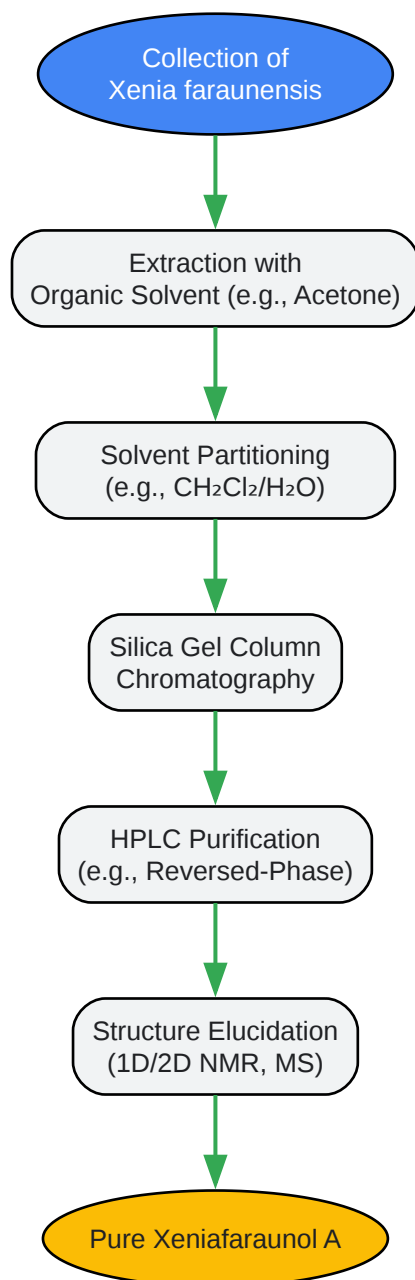 Collection of
Xenia faraunensis
Extraction with
Organic Solvent (e.g., Acetone)
Solvent Partitioning
(e.g., CH₂Cl₂/H₂O)
Silica Gel Column
Chromatography
HPLC Purification
(e.g., Reversed-Phase)
Structure Elucidation
(1D/2D NMR, MS)
Pure Xeniafaraunol A